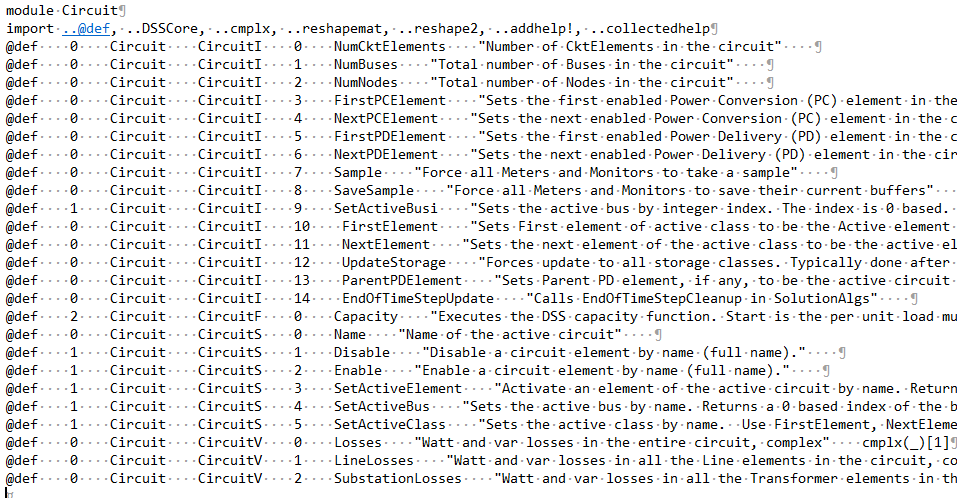 module Circuit
import ..@def, ..DSSCore, ..cmplx, ..reshapemat, ..reshape2, ..addhelp!, ..collectedhelp
@def    0    Circuit    CircuitI    0    NumCktElements    "Number of CktElements in the circuit"
@def    0    Circuit    CircuitI    1    NumBuses    "Total number of Buses in the circuit"
@def    0    Circuit    CircuitI    2    NumNodes    "Total number of Nodes in the circuit"
@def    0    Circuit    CircuitI    3    FirstPCElement    "Sets the first enabled Power Conversion (PC) element in the
@def    0    Circuit    CircuitI    4    NextPCElement    "Sets the next enabled Power Conversion (PC) element in the c
@def    0    Circuit    CircuitI    5    FirstPDElement    "Sets the first enabled Power Delivery (PD) element in the c
@def    0    Circuit    CircuitI    6    NextPDElement    "Sets the next enabled Power Delivery (PD) element in the cir
@def    0    Circuit    CircuitI    7    Sample    "Force all Meters and Monitors to take a sample"
@def    0    Circuit    CircuitI    8    SaveSample    "Force all Meters and Monitors to save their current buffers"
@def    1    Circuit    CircuitI    9    SetActiveBusi    "Sets the active bus by integer index. The index is 0 based.
@def    0    Circuit    CircuitI    10    FirstElement    "Sets First element of active class to be the Active element
@def    0    Circuit    CircuitI    11    NextElement    "Sets the next element of the active class to be the active el
@def    0    Circuit    CircuitI    12    UpdateStorage    "Forces update to all storage classes. Typically done after
@def    0    Circuit    CircuitI    13    ParentPDElement    "Sets Parent PD element, if any, to be the active circuit
@def    0    Circuit    CircuitI    14    EndOfTimeStepUpdate    "Calls EndOfTimeStepCleanup in SolutionAlgs"
@def    2    Circuit    CircuitF    0    Capacity    "Executes the DSS capacity function. Start is the per unit load mu
@def    0    Circuit    CircuitS    0    Name    "Name of the active circuit"
@def    1    Circuit    CircuitS    1    Disable    "Disable a circuit element by name (full name)."
@def    1    Circuit    CircuitS    2    Enable    "Enable a circuit element by name (full name)."
@def    1    Circuit    CircuitS    3    SetActiveElement    "Activate an element of the active circuit by name. Return
@def    1    Circuit    CircuitS    4    SetActiveBus    "Sets the active bus by name. Returns a 0 based index of the b
@def    1    Circuit    CircuitS    5    SetActiveClass    "Sets the active class by name.  Use FirstElement, NextEleme
@def    0    Circuit    CircuitV    0    Losses    "Watt and var losses in the entire circuit, complex"    cmplx(_)[1]
@def    0    Circuit    CircuitV    1    LineLosses    "Watt and var losses in all the Line elements in the circuit, co
@def    0    Circuit    CircuitV    2    SubstationLosses    "Watt and var losses in all the Transformer elements in th